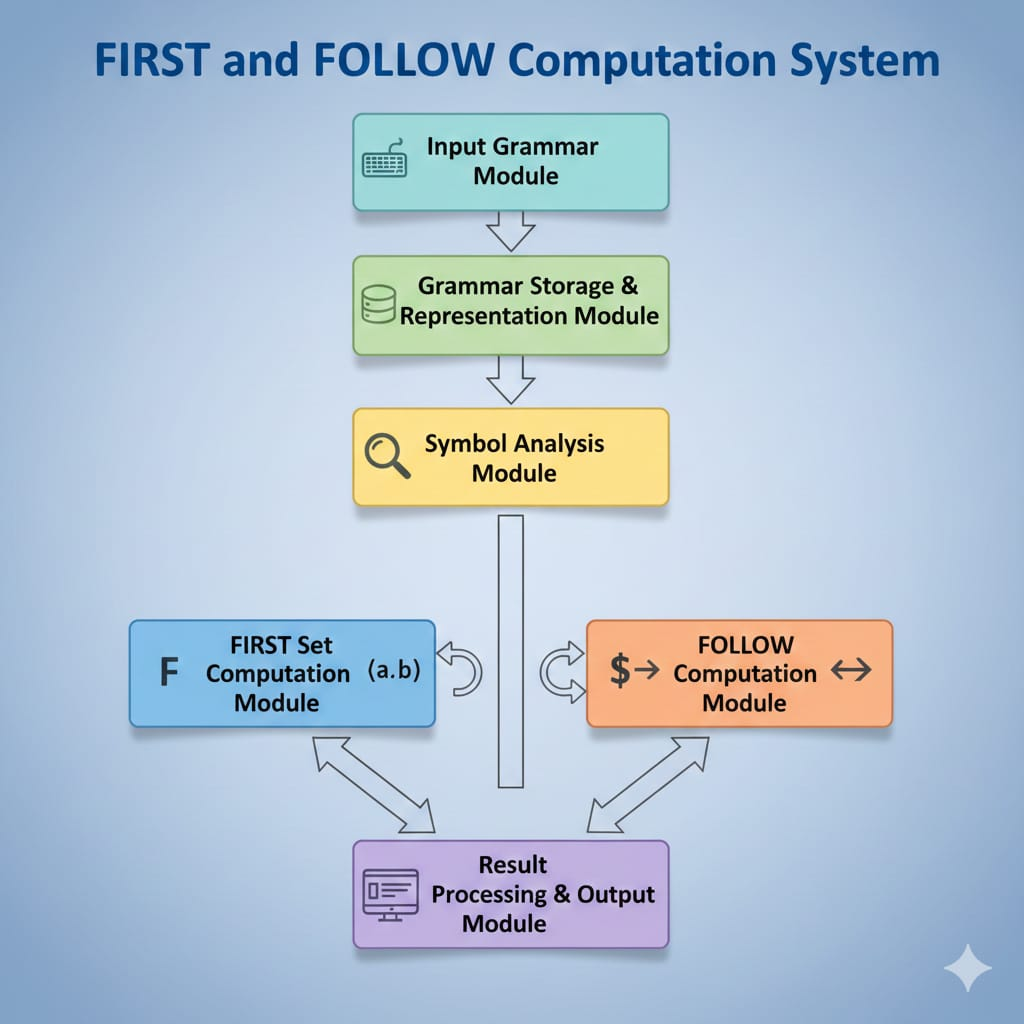 FIRST and FOLLOW Computation System
Input Grammar
Module
Grammar Storage &
Representation Module
Symbol Analysis
Module
F
FIRST Set
Computation
Module
(a.b)
$→
FOLLOW
Computation
Module
↔
Result
Processing & Output
Module